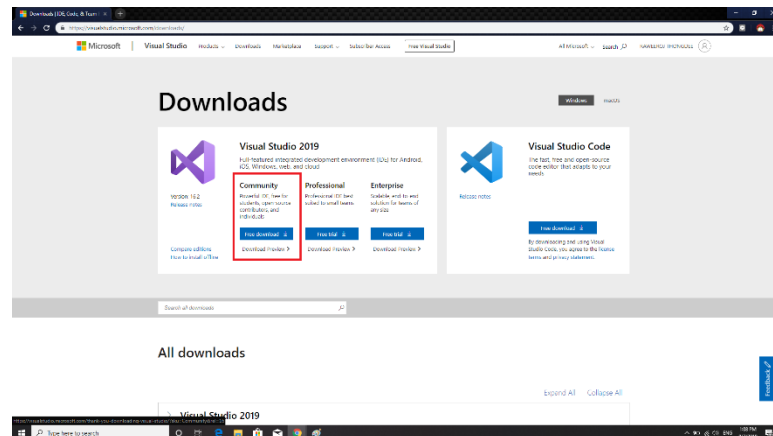 Downloads | IDE, Code, & Team
https://visualstudio.microsoft.com/downloads/
Microsoft
Visual Studio
Products
Downloads
Marketplace
Support
Subscriber Access
Free Visual Studio
All Microsoft
Search
Downloads
Windows
macOS
Visual Studio 2019
Full-featured integrated development environment (IDE) for Android,
iOS, Windows, web, and cloud
Version 16.2
Release notes
Compare editions
How to install offline
Community
Powerful IDE, free for
students, open-source
contributors, and
individuals
Free download
Download Preview >
Professional
Professional IDE best
suited to small teams
Free trial
Download Preview >
Enterprise
Scalable, end-to-end
solution for teams of
any size
Free trial
Download Preview >
Release notes
Visual Studio Code
The fast, free and open-source
code editor that adapts to your
needs
Free download
By downloading and using Visual
Studio Code, you agree to the license
terms and privacy statement.
Search all downloads
All downloads
Expand All
Collapse All
Visual Studio 2019
Feedback
Type here to search
ENG